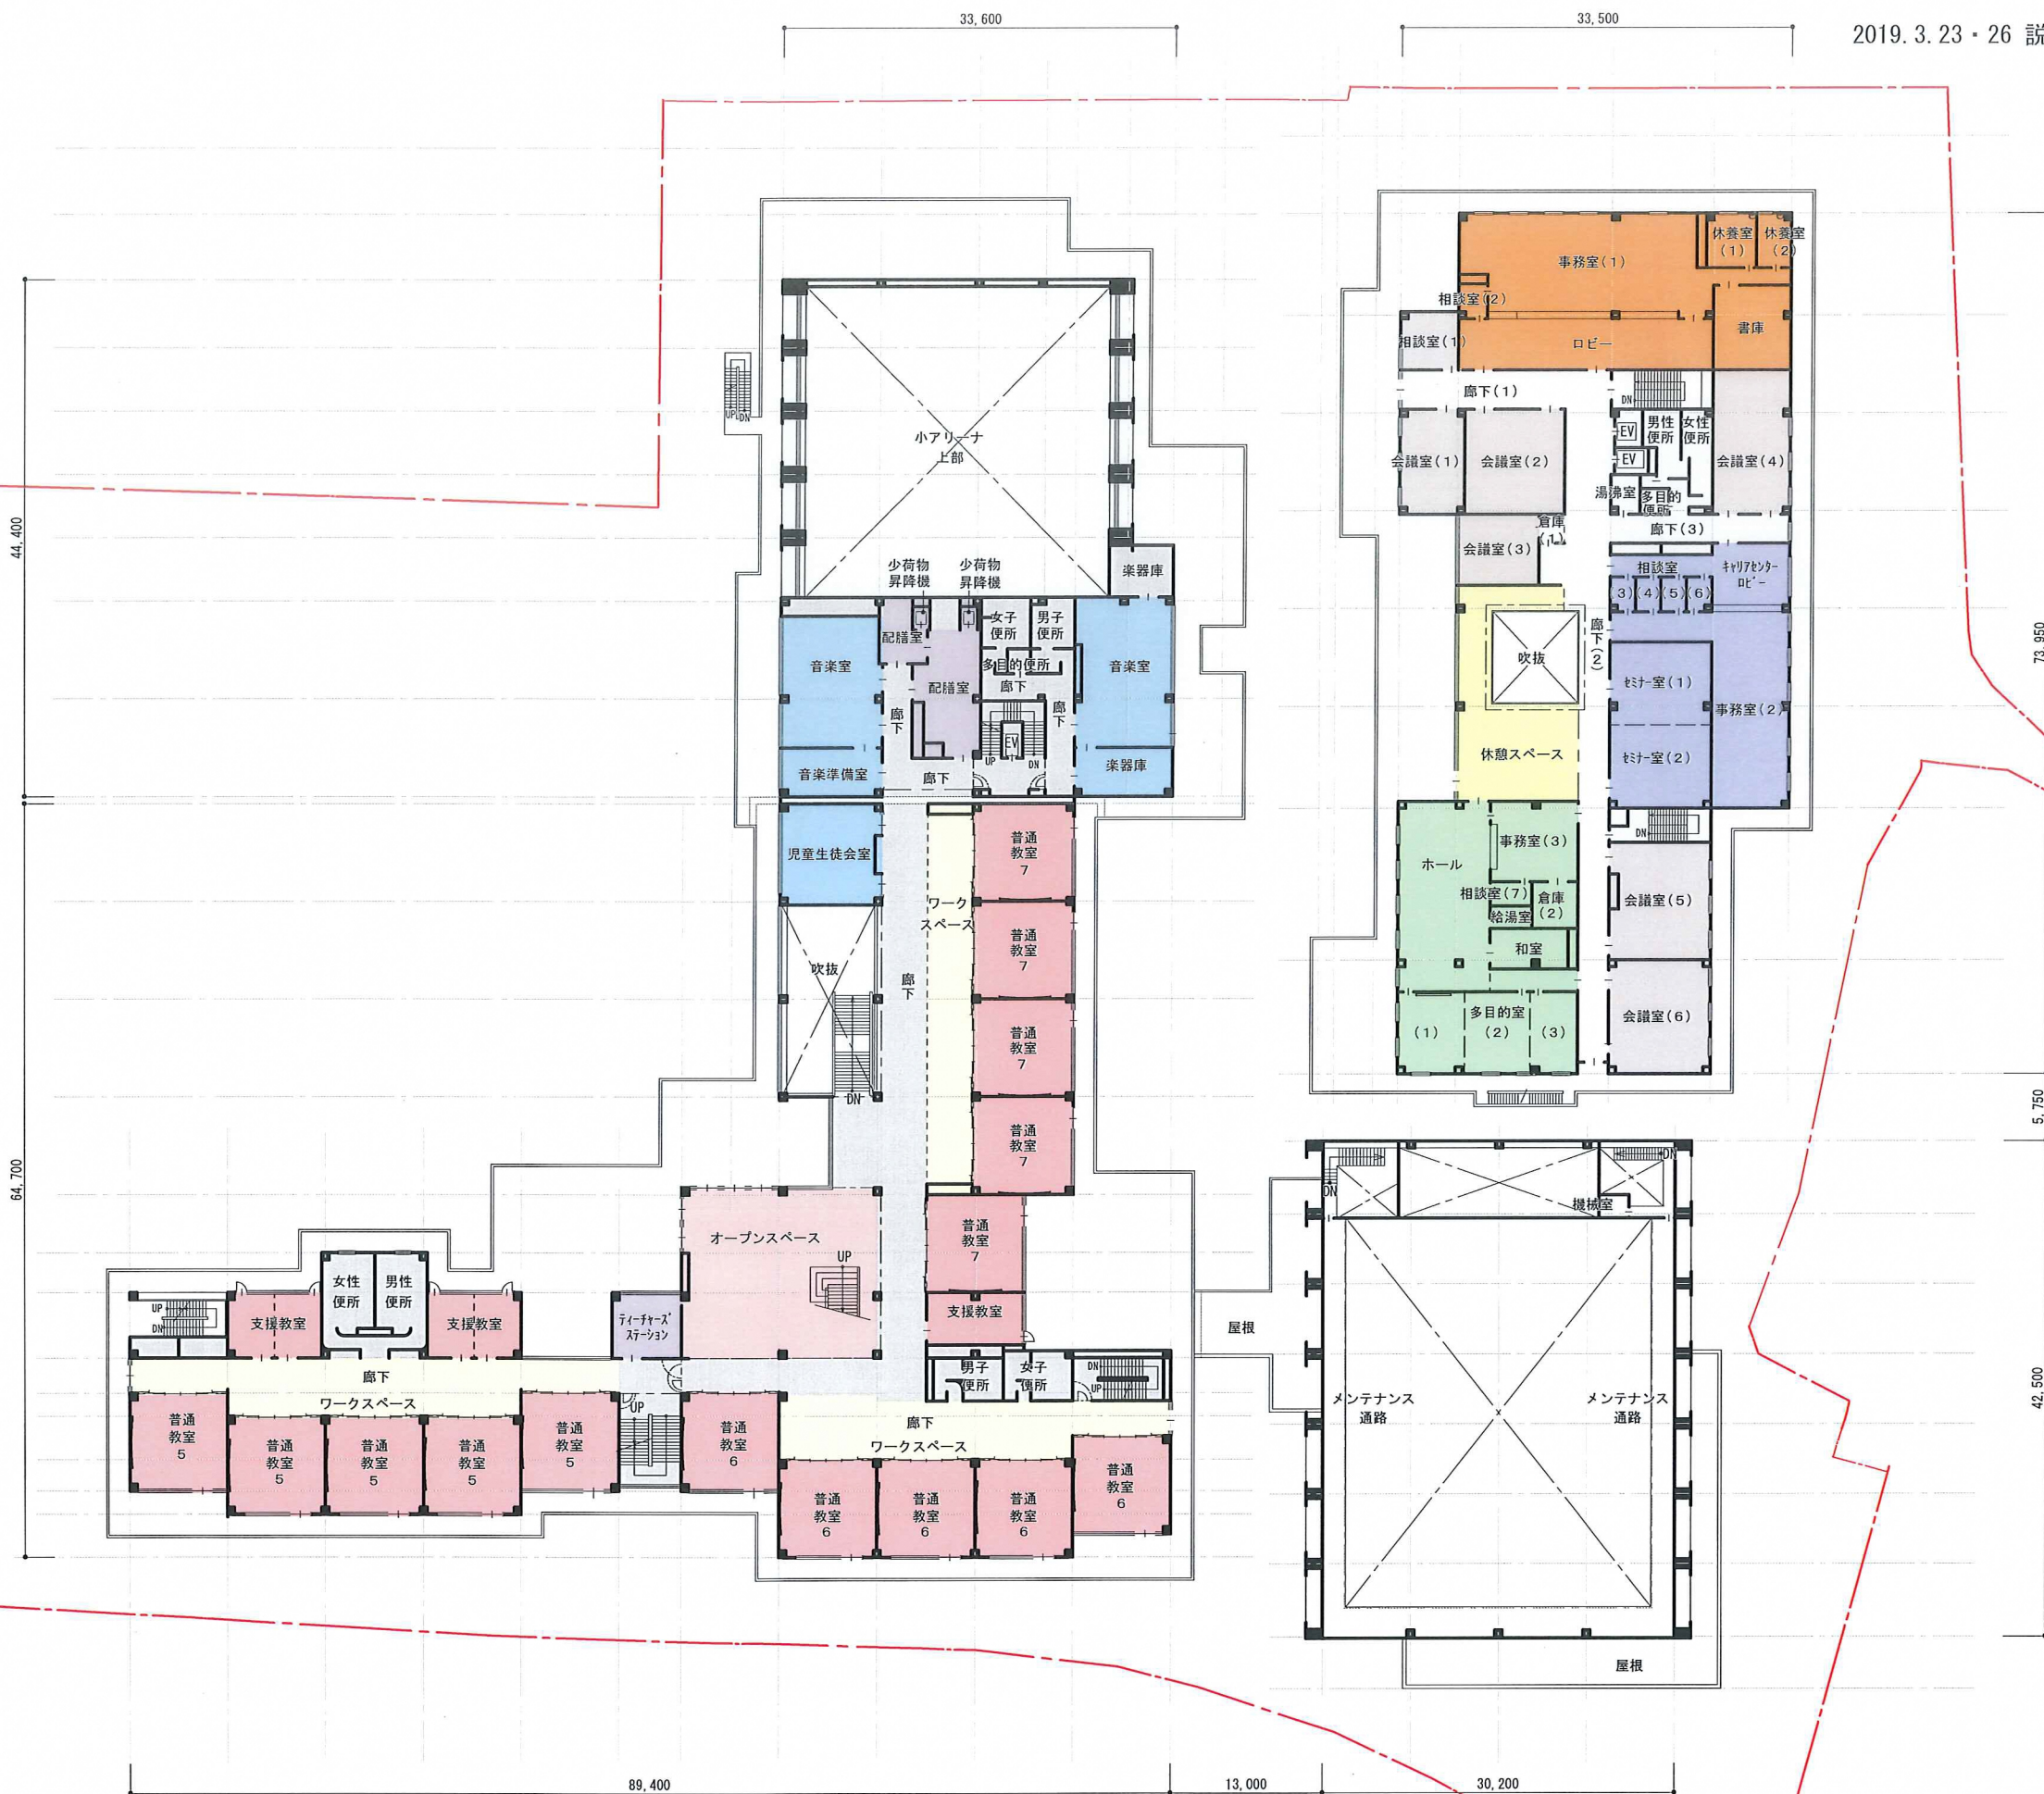 33,600
33,500
2019.3.23・26 説
44,400
64,700
73,950
5,750
42,500
小アリーナ
上部
UP
DN
少荷物
昇降機
少荷物
昇降機
楽器庫
音楽室
配膳室
配膳室
女子
便所
男子
便所
多目的便所
廊下
音楽室
廊下
廊下
EV
UP
DN
音楽準備室
廊下
楽器庫
児童生徒会室
普通
教室
7
ワーク
スペース
普通
教室
7
吹抜
廊下
普通
教室
7
DN
普通
教室
7
オープンスペース
UP
普通
教室
7
支援教室
女性
便所
男性
便所
UP
DN
支援教室
支援教室
ティーチャーズ
ステーション
男子
便所
女子
便所
DN
UP
廊下
ワークスペース
UP
廊下
ワークスペース
普通
教室
5
普通
教室
5
普通
教室
5
普通
教室
5
普通
教室
5
普通
教室
6
普通
教室
6
普通
教室
6
普通
教室
6
普通
教室
6
事務室(1)
休養室
(1)
休養室
(2)
相談室(2)
相談室(1)
ロビー
書庫
廊下(1)
DN
EV
EV
男性
便所
女性
便所
会議室(1)
会議室(2)
会議室(4)
湯沸室
多目的
便所
倉庫
(1)
会議室(3)
廊下(3)
相談室
(3)
(4)
(5)
(6)
キャリアセンター
ロビー
吹抜
廊下(2)
セミナー室(1)
事務室(2)
休憩スペース
セミナー室(2)
DN
ホール
事務室(3)
相談室(7)
倉庫
(2)
給湯室
和室
会議室(5)
(1)
多目的室
(2)
(3)
会議室(6)
DN
DN
機械室
屋根
メンテナンス
通路
メンテナンス
通路
屋根
89,400
13,000
30,200